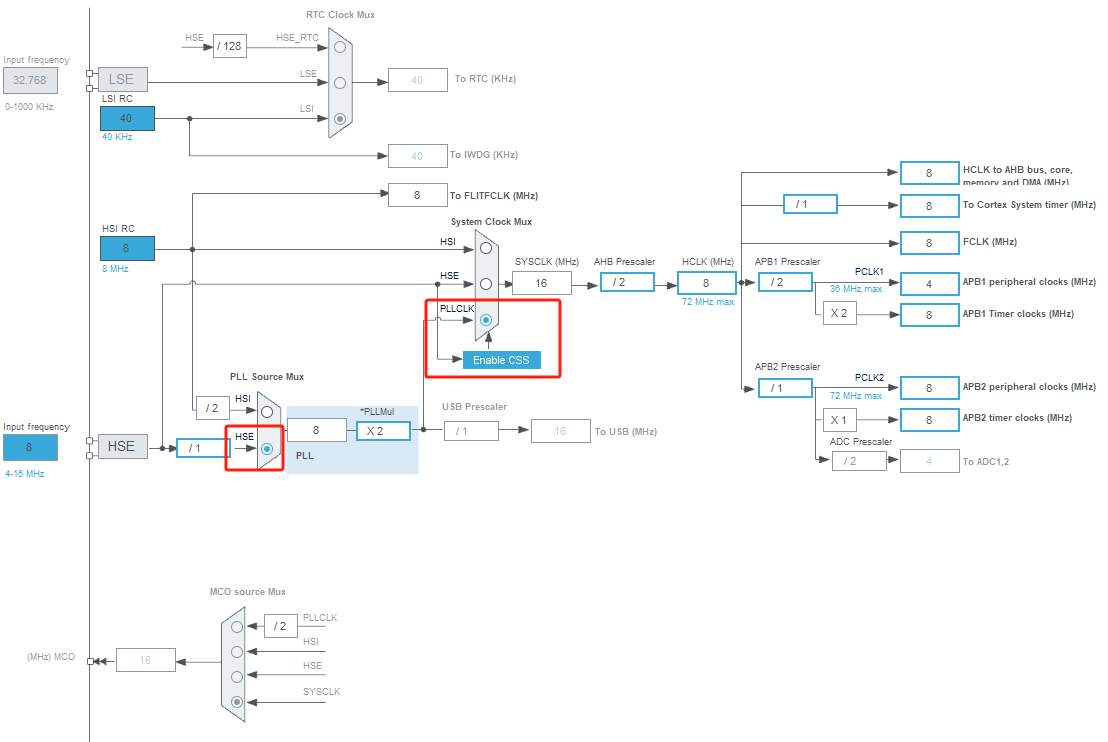 RTC Clock Mux
HSE
/ 128
HSE_RTC
Input frequency
32.768
0-1000 KHz
LSE
LSE
40
To RTC (KHz)
LSI RC
40
40 KHz
LSI
40
To IWDG (KHz)
8
To FLITFCLK (MHz)
System Clock Mux
HSI RC
8
8 MHz
HSI
HSE
PLLCLK
Enable CSS
SYSCLK (MHz)
16
AHB Prescaler
/ 2
HCLK (MHz)
8
72 MHz max
8
HCLK to AHB bus, core,
memory and DMA (MHz)
/ 1
8
To Cortex System timer (MHz)
8
FCLK (MHz)
APB1 Prescaler
/ 2
PCLK1
36 MHz max
4
APB1 peripheral clocks (MHz)
X 2
8
APB1 Timer clocks (MHz)
APB2 Prescaler
/ 1
PCLK2
72 MHz max
8
APB2 peripheral clocks (MHz)
X 1
8
APB2 timer clocks (MHz)
ADC Prescaler
/ 2
4
To ADC1,2
PLL Source Mux
/ 2
HSI
HSE
Input frequency
8
4-16 MHz
HSE
/ 1
8
*PLLMul
X 2
PLL
USB Prescaler
/ 1
16
To USB (MHz)
MCO source Mux
/ 2
PLLCLK
HSI
HSE
SYSCLK
(MHz) MCO
16